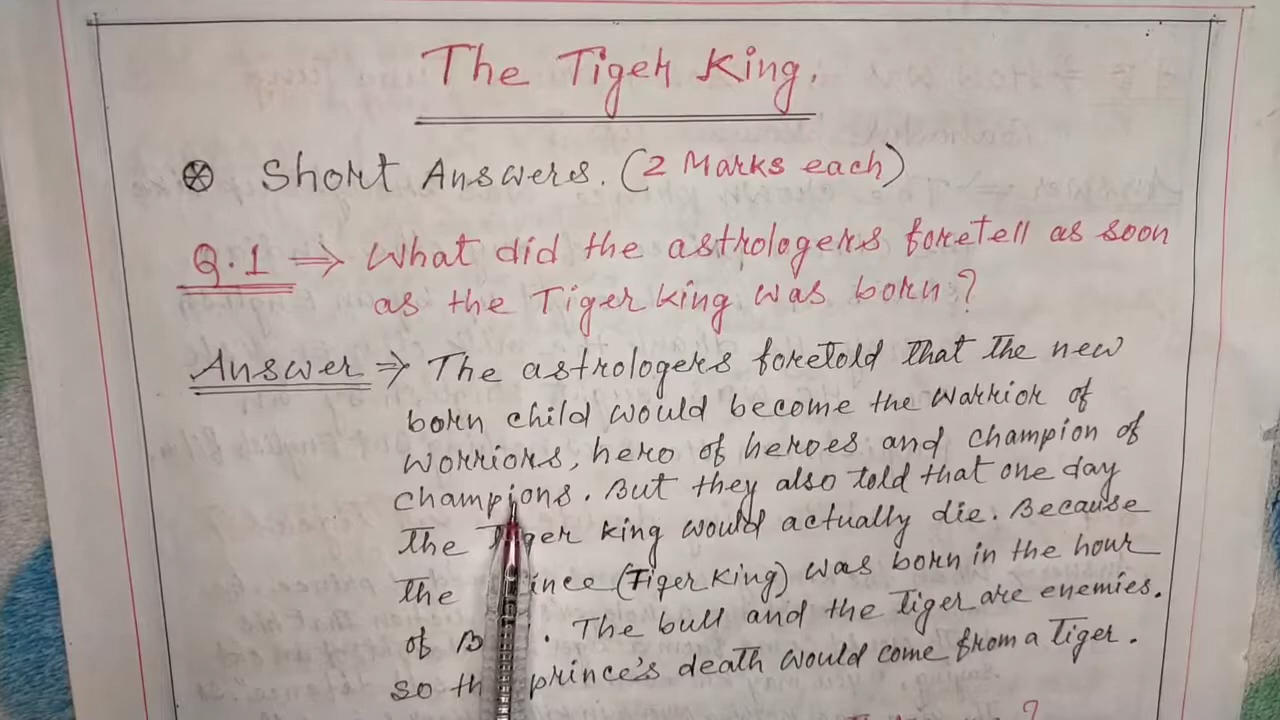 The Tiger King.
Short Answers. (2 Marks each)
Q.1 ⇒ What did the astrologers foretell as soon
as the Tiger king was born?
Answer ⇒ The astrologers foretold that the new
born child would become the warrior of
worriors, hero of heroes and champion of
champions. But they also told that one day
the Tiger king would actually die. Because
the (Tiger King) was born in the hour
of The bull and the tiger are enemies.
so prince's death would come from a tiger.